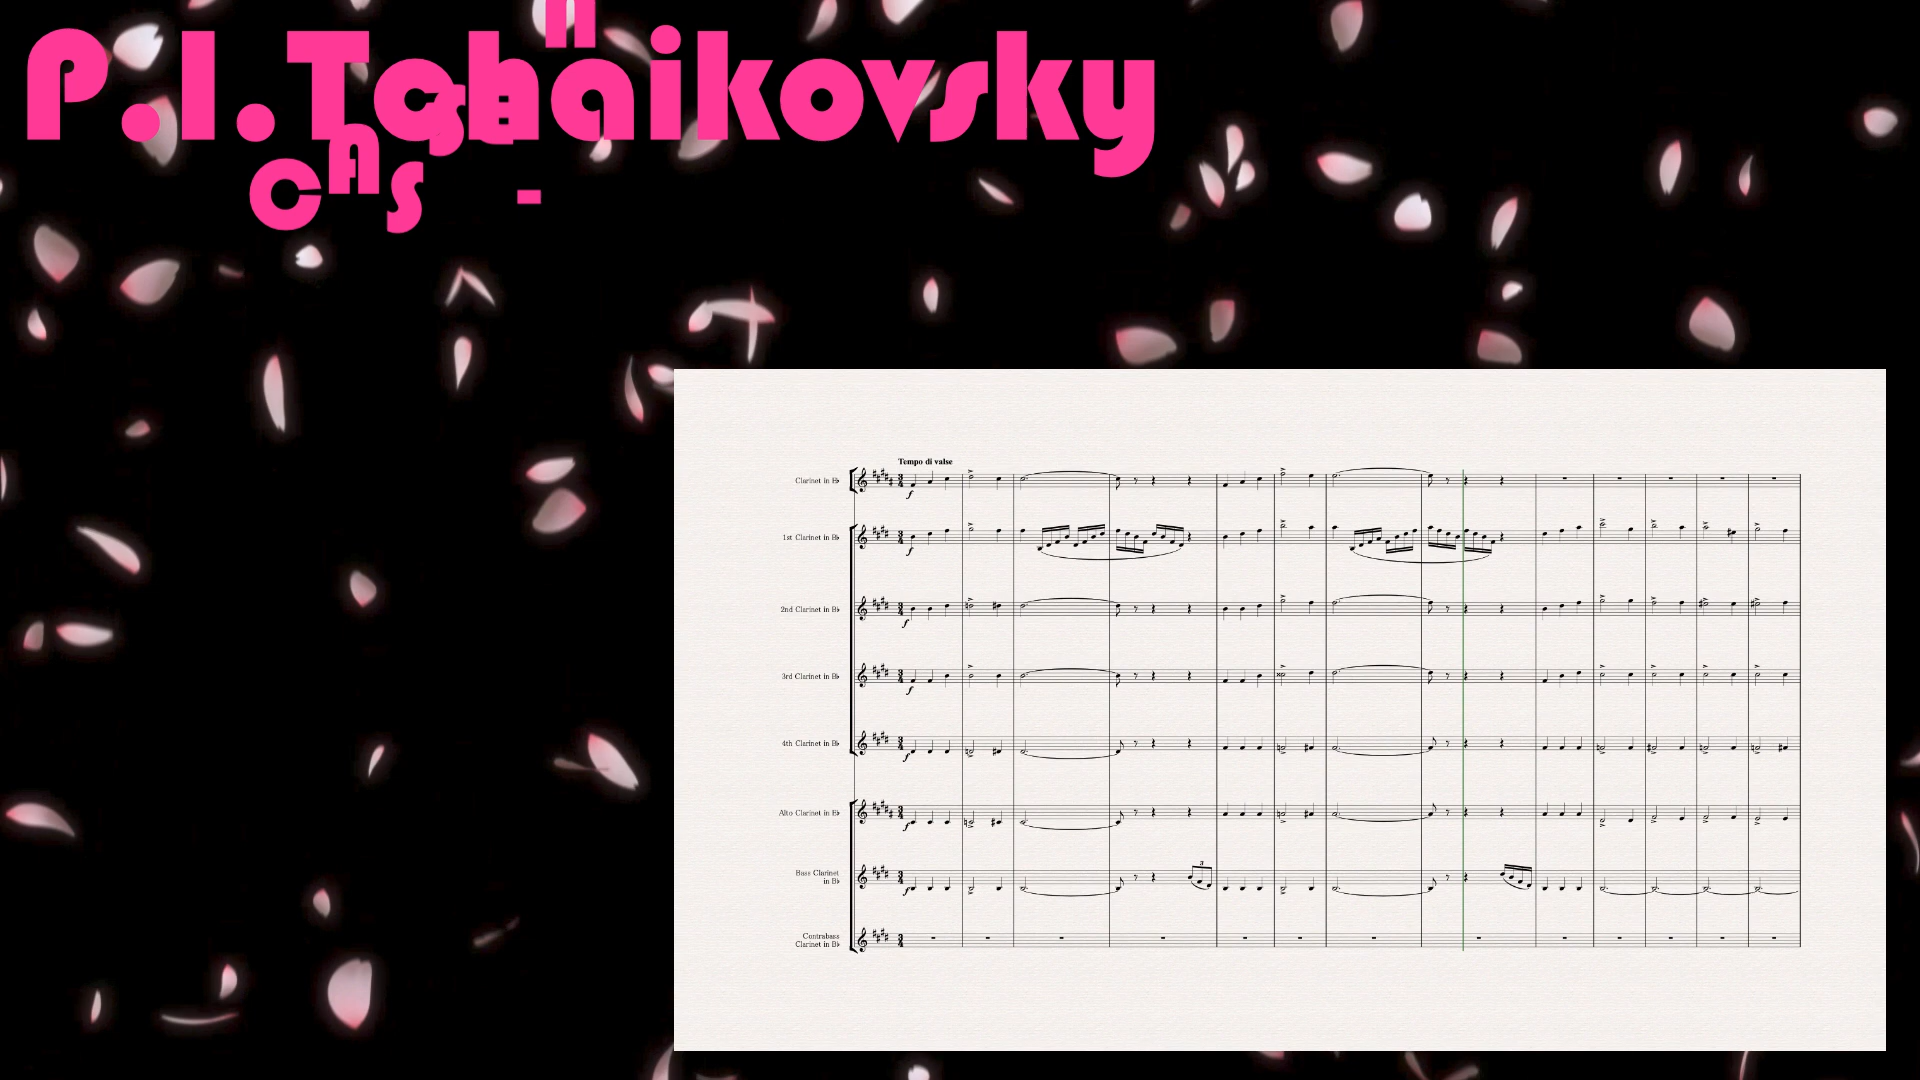 P.I.Tchaikovsky
Tempo di valse
Clarinet in B♭
1st Clarinet in B♭
2nd Clarinet in B♭
3rd Clarinet in B♭
4th Clarinet in B♭
Alto Clarinet in E♭
Bass Clarinet
in B♭
3
Contrabass
Clarinet in B♭